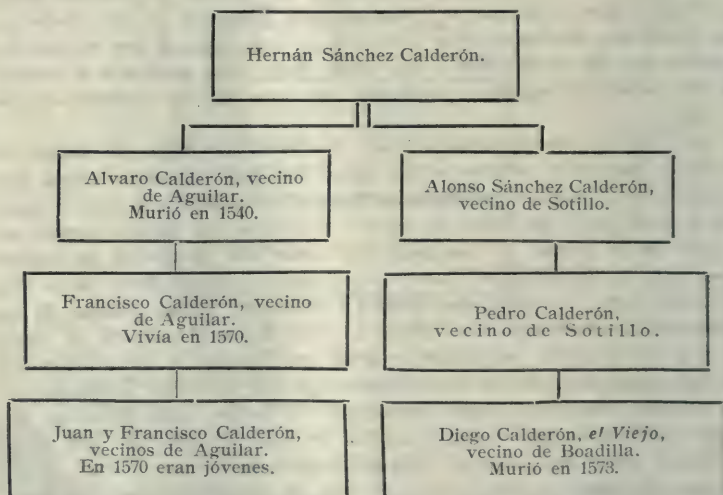 Hernán Sánchez Calderón.
Alvaro Calderón, vecino
de Aguilar.
Murió en 1540.
Alonso Sánchez Calderón,
vecino de Sotillo.
Francisco Calderón, vecino
de Aguilar.
Vivía en 1570.
Pedro Calderón,
vecino de Sotillo.
Juan y Francisco Calderón,
vecinos de Aguilar.
En 1570 eran jóvenes.
Diego Calderón, el Viejo,
vecino de Boadilla.
Murió en 1573.